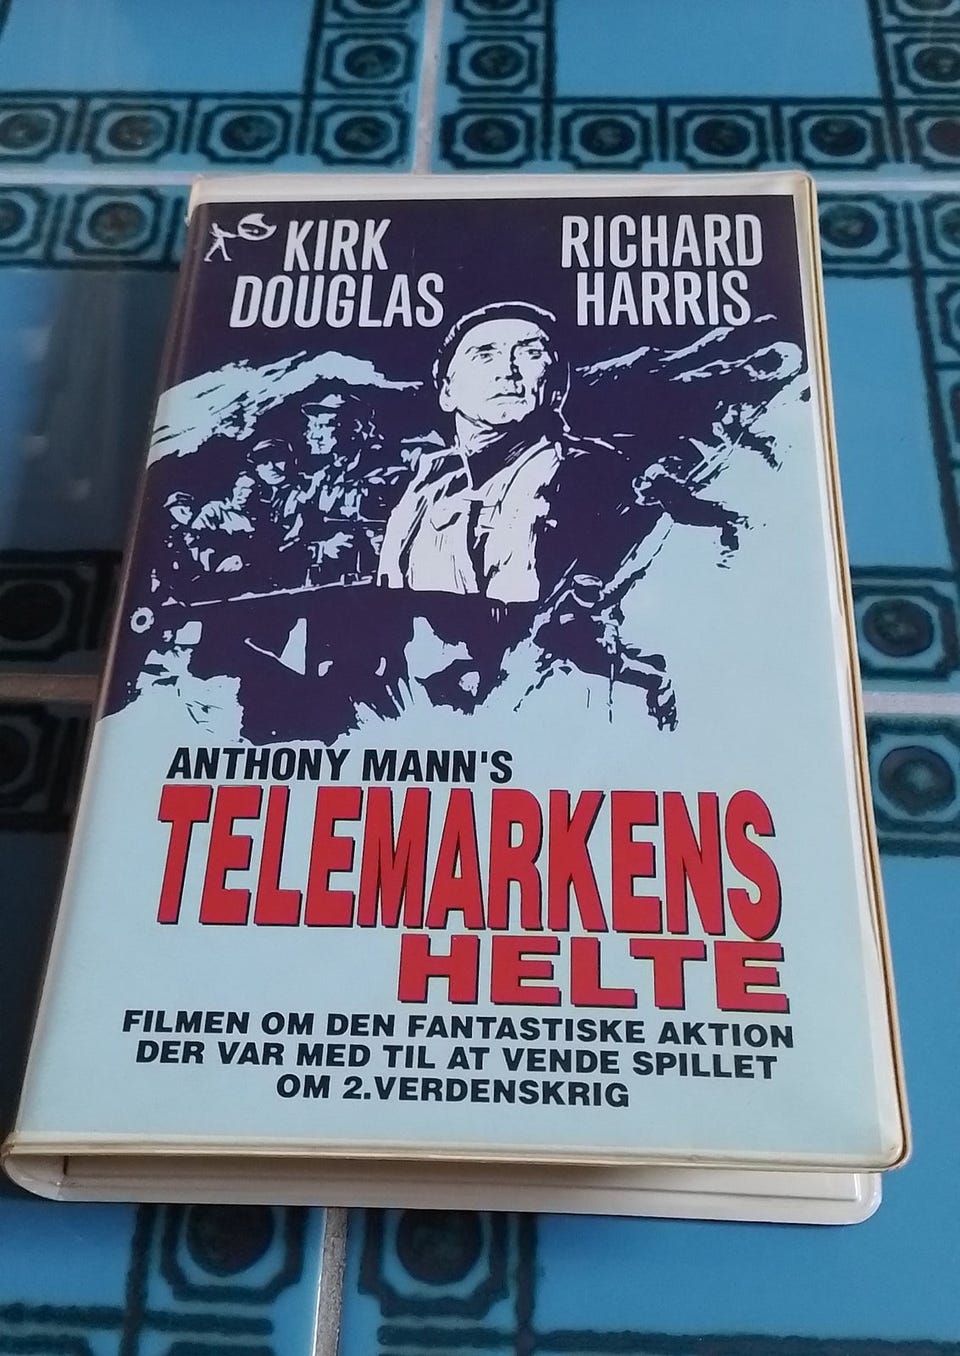 KIRK
DOUGLAS
RICHARD
HARRIS
ANTHONY MANN'S
TELEMARKENS
HELTE
FILMEN OM DEN FANTASTISKE AKTION
DER VAR MED TIL AT VENDE SPILLET
OM 2.VERDENSKRIG